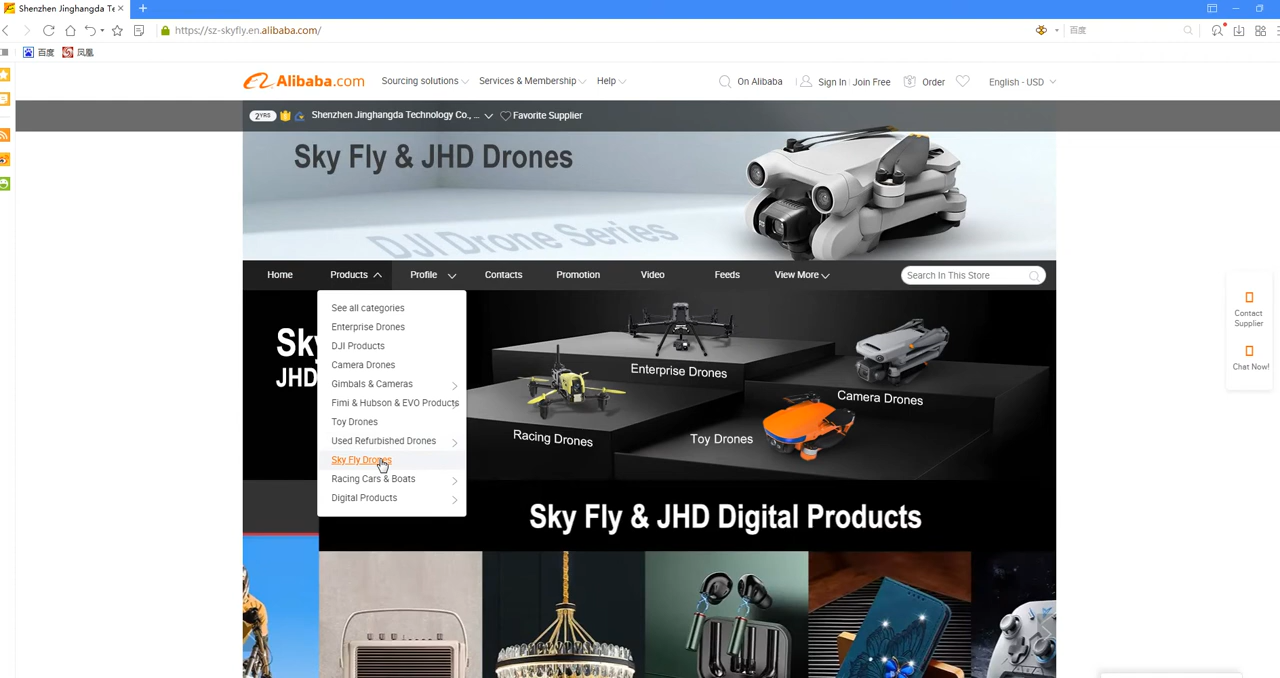 Shenzhen Jinghangda Te
https://sz-skyfly.en.alibaba.com/
百度
百度
凤凰
Alibaba.com
Sourcing solutions
Services & Membership
Help
On Alibaba
Sign In
Join Free
Order
English - USD
2YRS
Shenzhen Jinghangda Technology Co., ...
Favorite Supplier
Sky Fly & JHD Drones
DJI Drone Series
Home
Products
Profile
Contacts
Promotion
Video
Feeds
View More
Search In This Store
See all categories
Enterprise Drones
DJI Products
Camera Drones
Gimbals & Cameras
Fimi & Hubson & EVO Products
Toy Drones
Used Refurbished Drones
Sky Fly Drones
Racing Cars & Boats
Digital Products
Sky
JHD
Enterprise Drones
Camera Drones
Racing Drones
Toy Drones
Contact
Supplier
Chat Now!
Sky Fly & JHD Digital Products